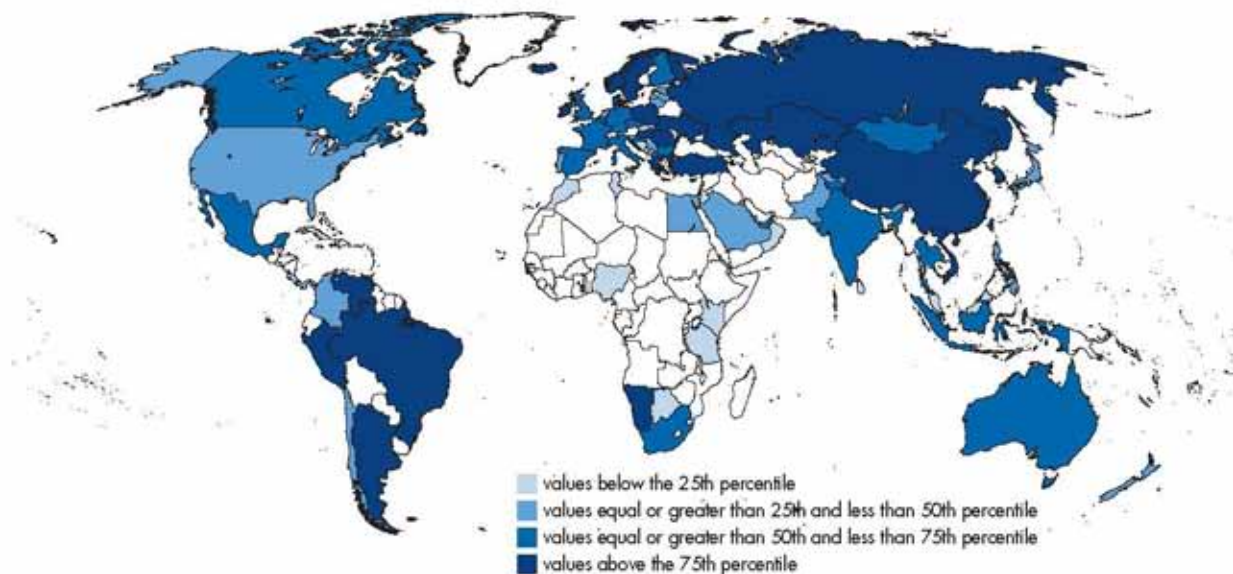 values below the 25th percentile
values equal or greater than 25th and less than 50th percentile
values equal or greater than 50th and less than 75th percentile
values above the 75th percentile